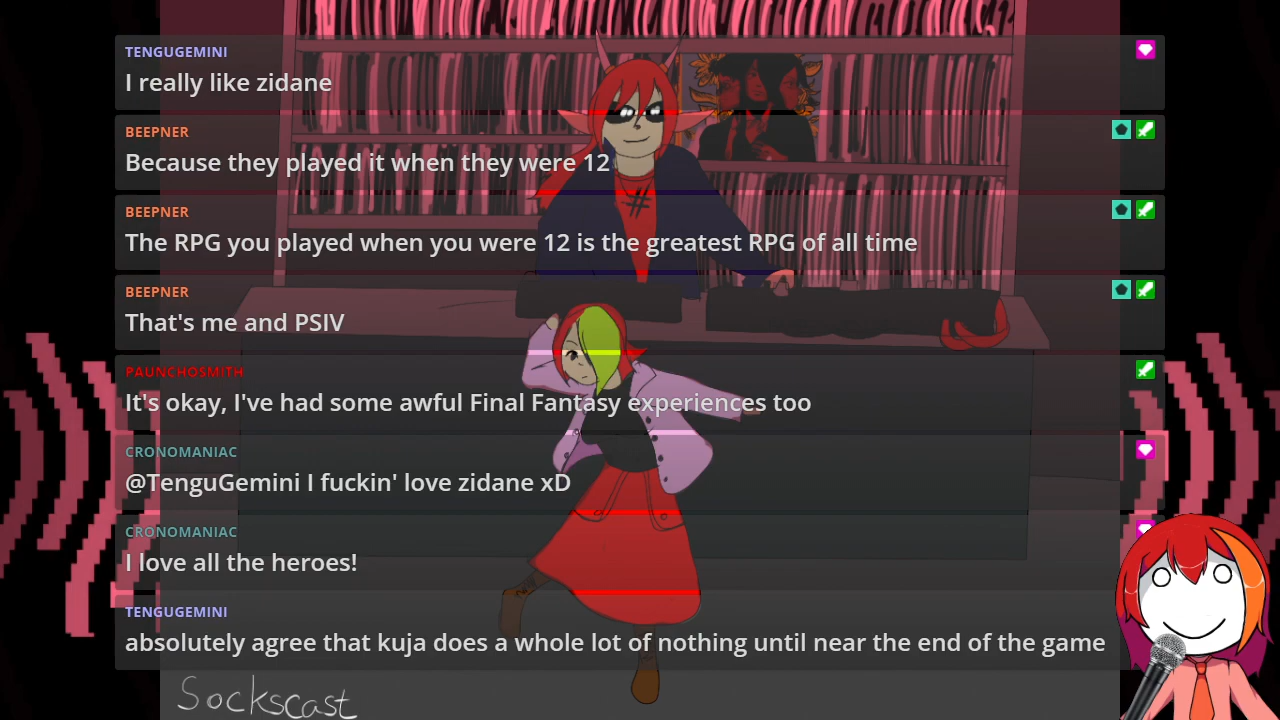 TENGUGEMINI
I really like zidane
BEEPNER
Because they played it when they were 12
BEEPNER
The RPG you played when you were 12 is the greatest RPG of all time
BEEPNER
That's me and PSIV
PAUNCHOSMITH
It's okay, I've had some awful Final Fantasy experiences too
CRONOMANIAC
@TenguGemini I fuckin' love zidane xD
CRONOMANIAC
I love all the heroes!
TENGUGEMINI
absolutely agree that kuja does a whole lot of nothing until near the end of the game
Sockscast